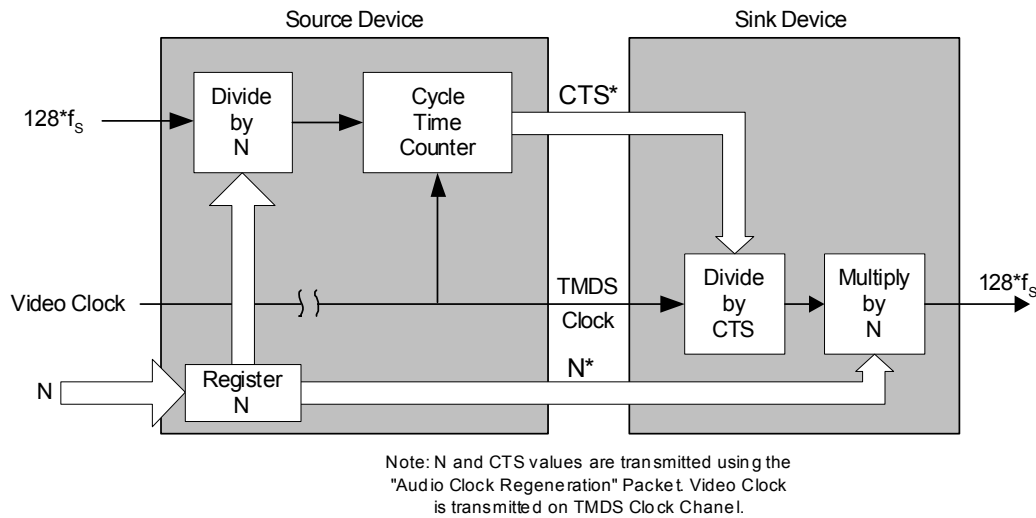 Source Device
Sink Device
128*fS
Divide
by
N
Cycle
Time
Counter
CTS*
Video Clock
TMDS
Clock
Divide
by
CTS
Multiply
by
N
128*fS
N
Register
N
N*
Note: N and CTS values are transmitted using the
"Audio Clock Regeneration" Packet. Video Clock
is transmitted on TMDS Clock Chanel.